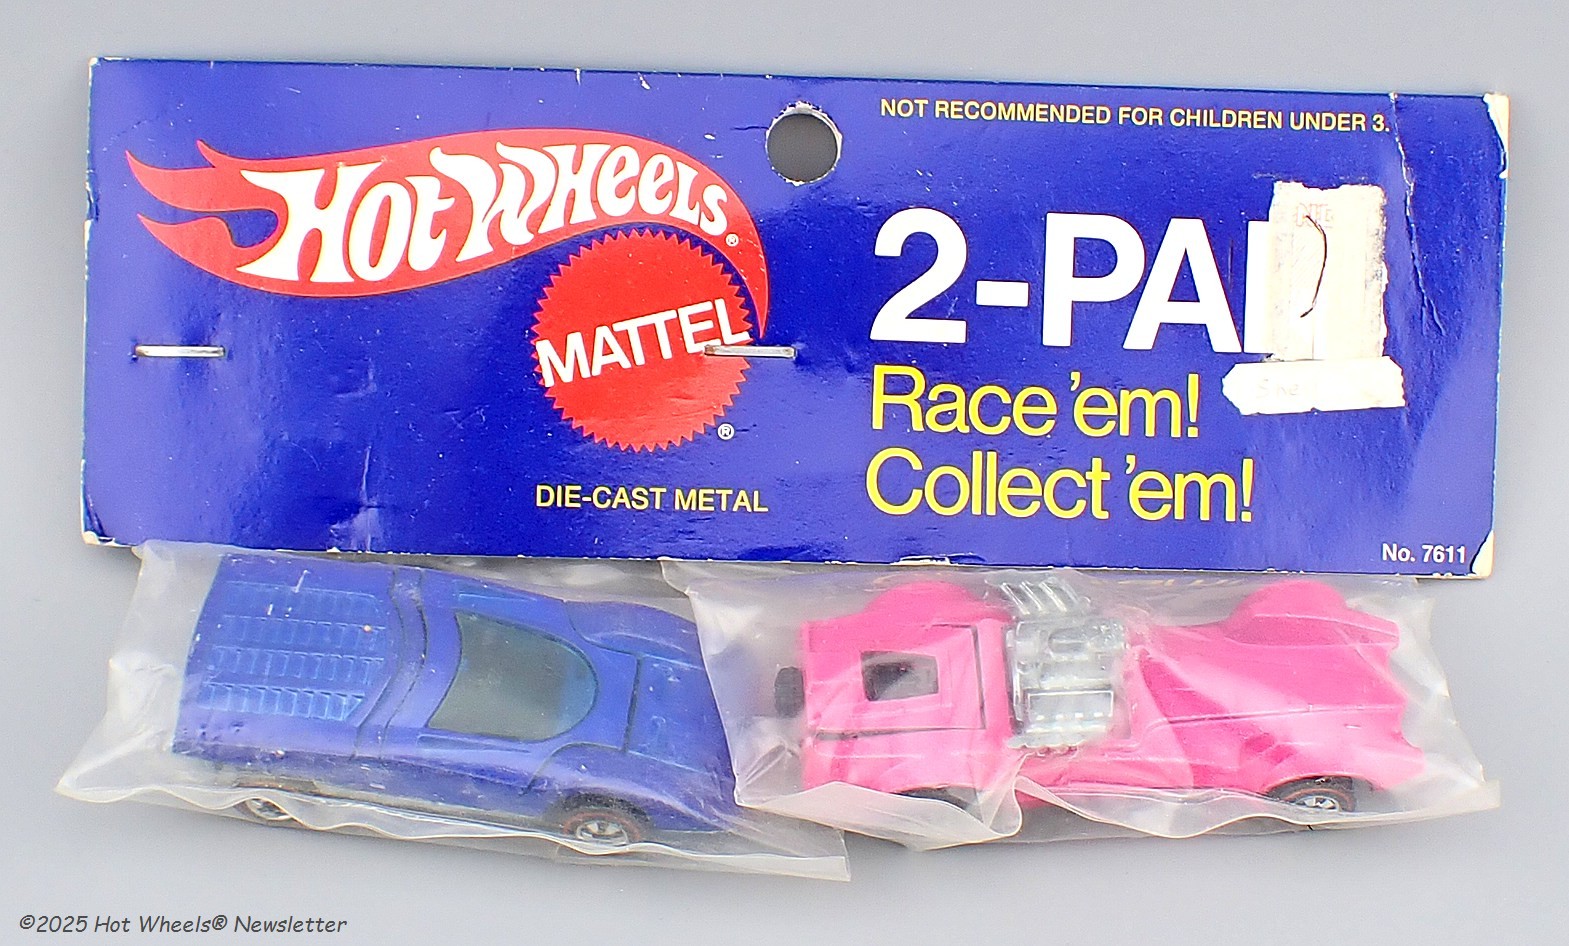 NOT RECOMMENDED FOR CHILDREN UNDER 3.
Hot Wheels®
2-PA
MATTEL
®
Race 'em!
Collect 'em!
DIE-CAST METAL
No. 7611
©2025 Hot Wheels® Newsletter